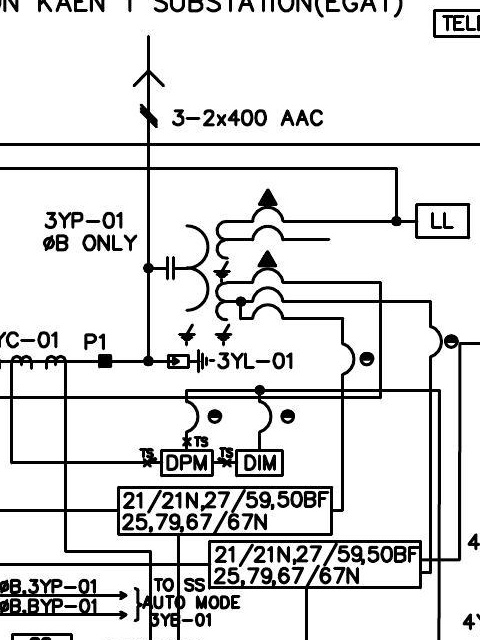 ON KAEN 1 SUBSTATION(EGAT)
TELE
3-2x400 AAC
3YP-01
ØB ONLY
LL
YC-01
P1
3YL-01
TS
TS
TS
DPM
DIM
21/21N,27/59,50BF
25,79,67/67N
21/21N,27/59,50BF
25,79,67/67N
ØB.3YP-01
ØB.BYP-01
TO SS
AUTO MODE
3YB-01
4
4Y